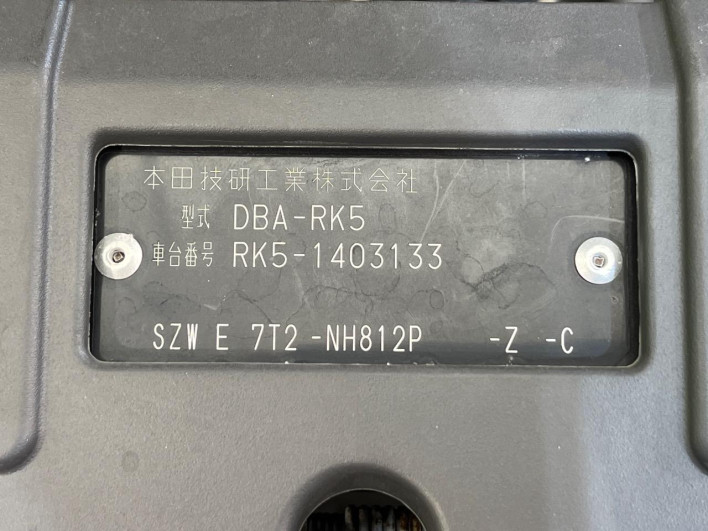 本田技研工業株式会社
型式 DBA-RK5
車台番号 RK5-1403133
SZW E 7T2-NH812P -Z -C